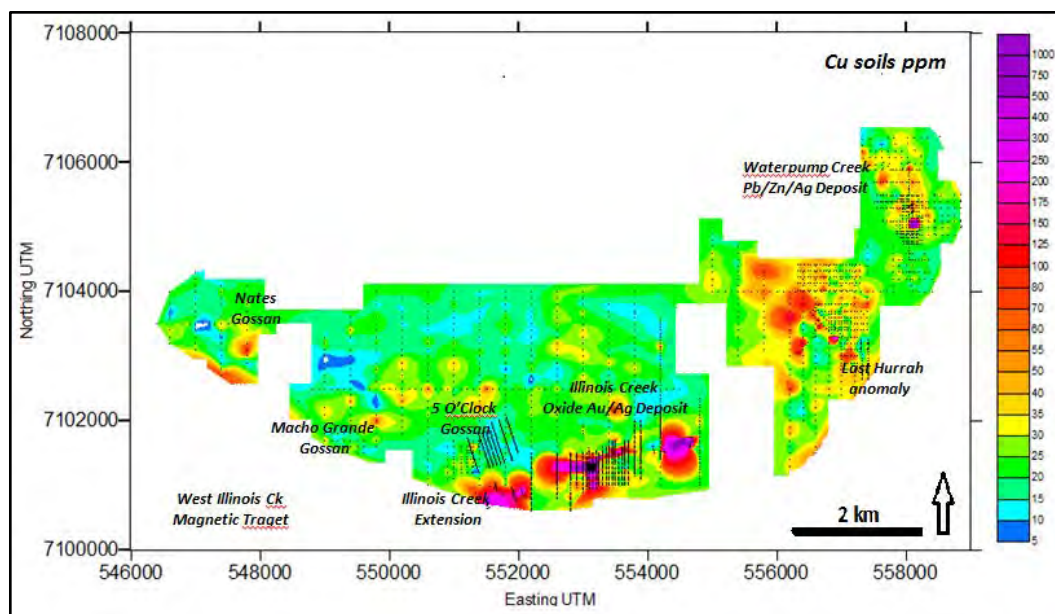 7108000
7106000
7104000
7102000
7100000
Northing UTM
Cu soils ppm
Waterpump Creek
Pb/Zn/Ag Deposit
Nates
Gossan
Last Hurrah
anomaly
Illinois Creek
Oxide Au/Ag Deposit
5 O'Clock
Gossan
Macho Grande
Gossan
West Illinois Ck
Magnetic Traget
Illinois Creek
Extension
2 km
546000
548000
550000
552000
554000
556000
558000
Easting UTM
1000
750
500
400
300
200
175
150
125
100
80
70
60
50
40
35
30
25
20
15
10
5